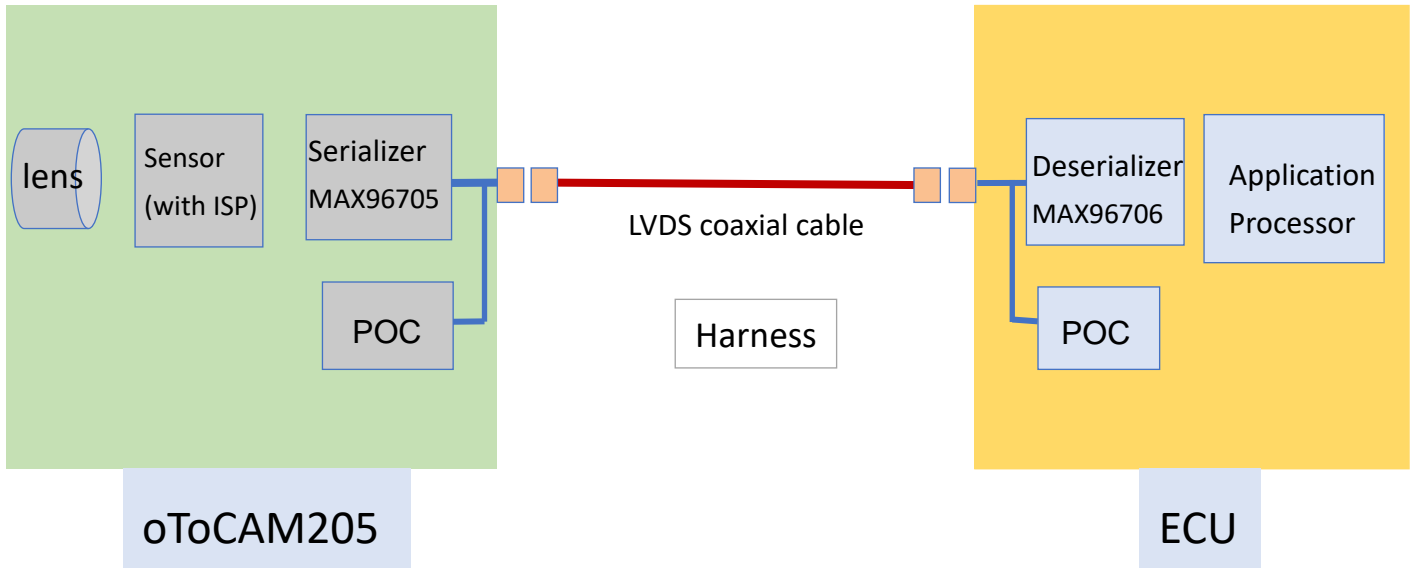 lens
Sensor
(with ISP)
Serializer
MAX96705
POC
LVDS coaxial cable
Harness
Deserializer
MAX96706
Application
Processor
POC
oToCAM205
ECU